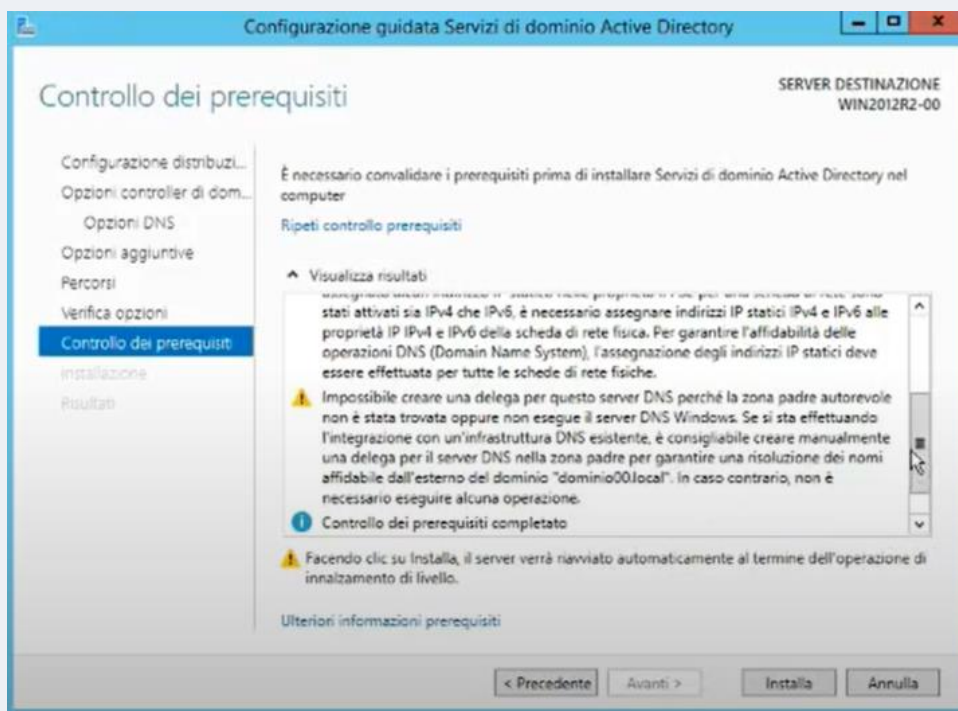 Configurazione guidata Servizi di dominio Active Directory
Controllo dei prerequisiti
SERVER DESTINAZIONE
WIN2012R2-00
Configurazione distribuzi...
Opzioni controller di dom...
Opzioni DNS
Opzioni aggiuntive
Percorsi
Verifica opzioni
Controllo dei prerequisiti
Installazione
Risultati
È necessario convalidare i prerequisiti prima di installare Servizi di dominio Active Directory nel
computer
Ripeti controllo prerequisiti
Visualizza risultati
stati attivati sia IPv4 che IPv6, è necessario assegnare indirizzi IP statici IPv4 e IPv6 alle
proprietà IP IPv4 e IPv6 della scheda di rete fisica. Per garantire l'affidabilità delle
operazioni DNS (Domain Name System), l'assegnazione degli indirizzi IP statici deve
essere effettuata per tutte le schede di rete fisiche.
Impossibile creare una delega per questo server DNS perché la zona padre autorevole
non è stata trovata oppure non esegue il server DNS Windows. Se si sta effettuando
l'integrazione con un'infrastruttura DNS esistente, è consigliabile creare manualmente
una delega per il server DNS nella zona padre per garantire una risoluzione dei nomi
affidabile dall'esterno del dominio "dominio00.local". In caso contrario, non è
necessario eseguire alcuna operazione.
Controllo dei prerequisiti completato
Facendo clic su Installa, il server verrà riavviato automaticamente al termine dell'operazione di
innalzamento di livello.
Ulteriori informazioni prerequisiti
< Precedente
Avanti >
Installa
Annulla